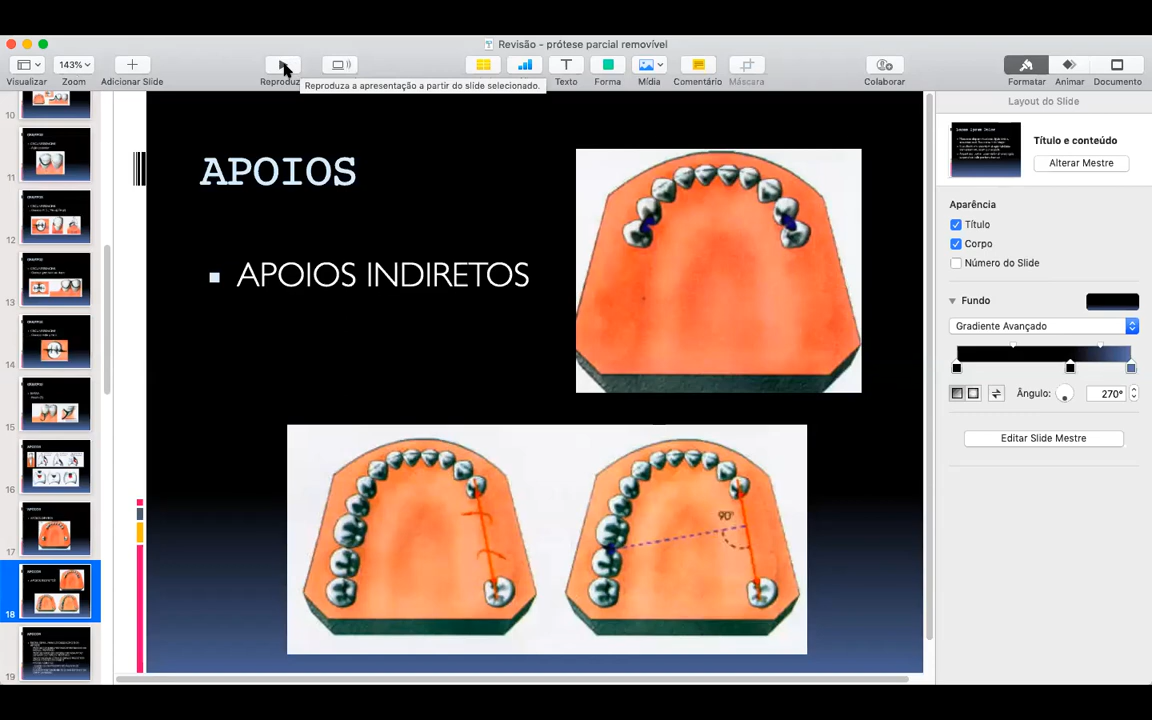 Revisão - prótese parcial removível
143%
Visualizar
Zoom
Adicionar Slide
Reproduz
Texto
Forma
Mídia
Comentário
Máscara
Colaborar
Formatar
Animar
Documento
Reproduza a apresentação a partir do slide selecionado.
10
11
12
13
14
15
16
17
18
19
APOIOS
APOIOS INDIRETOS
90°
Layout do Slide
Título e conteúdo
Alterar Mestre
Aparência
Título
Corpo
Número do Slide
Fundo
Gradiente Avançado
Ângulo:
270°
Editar Slide Mestre